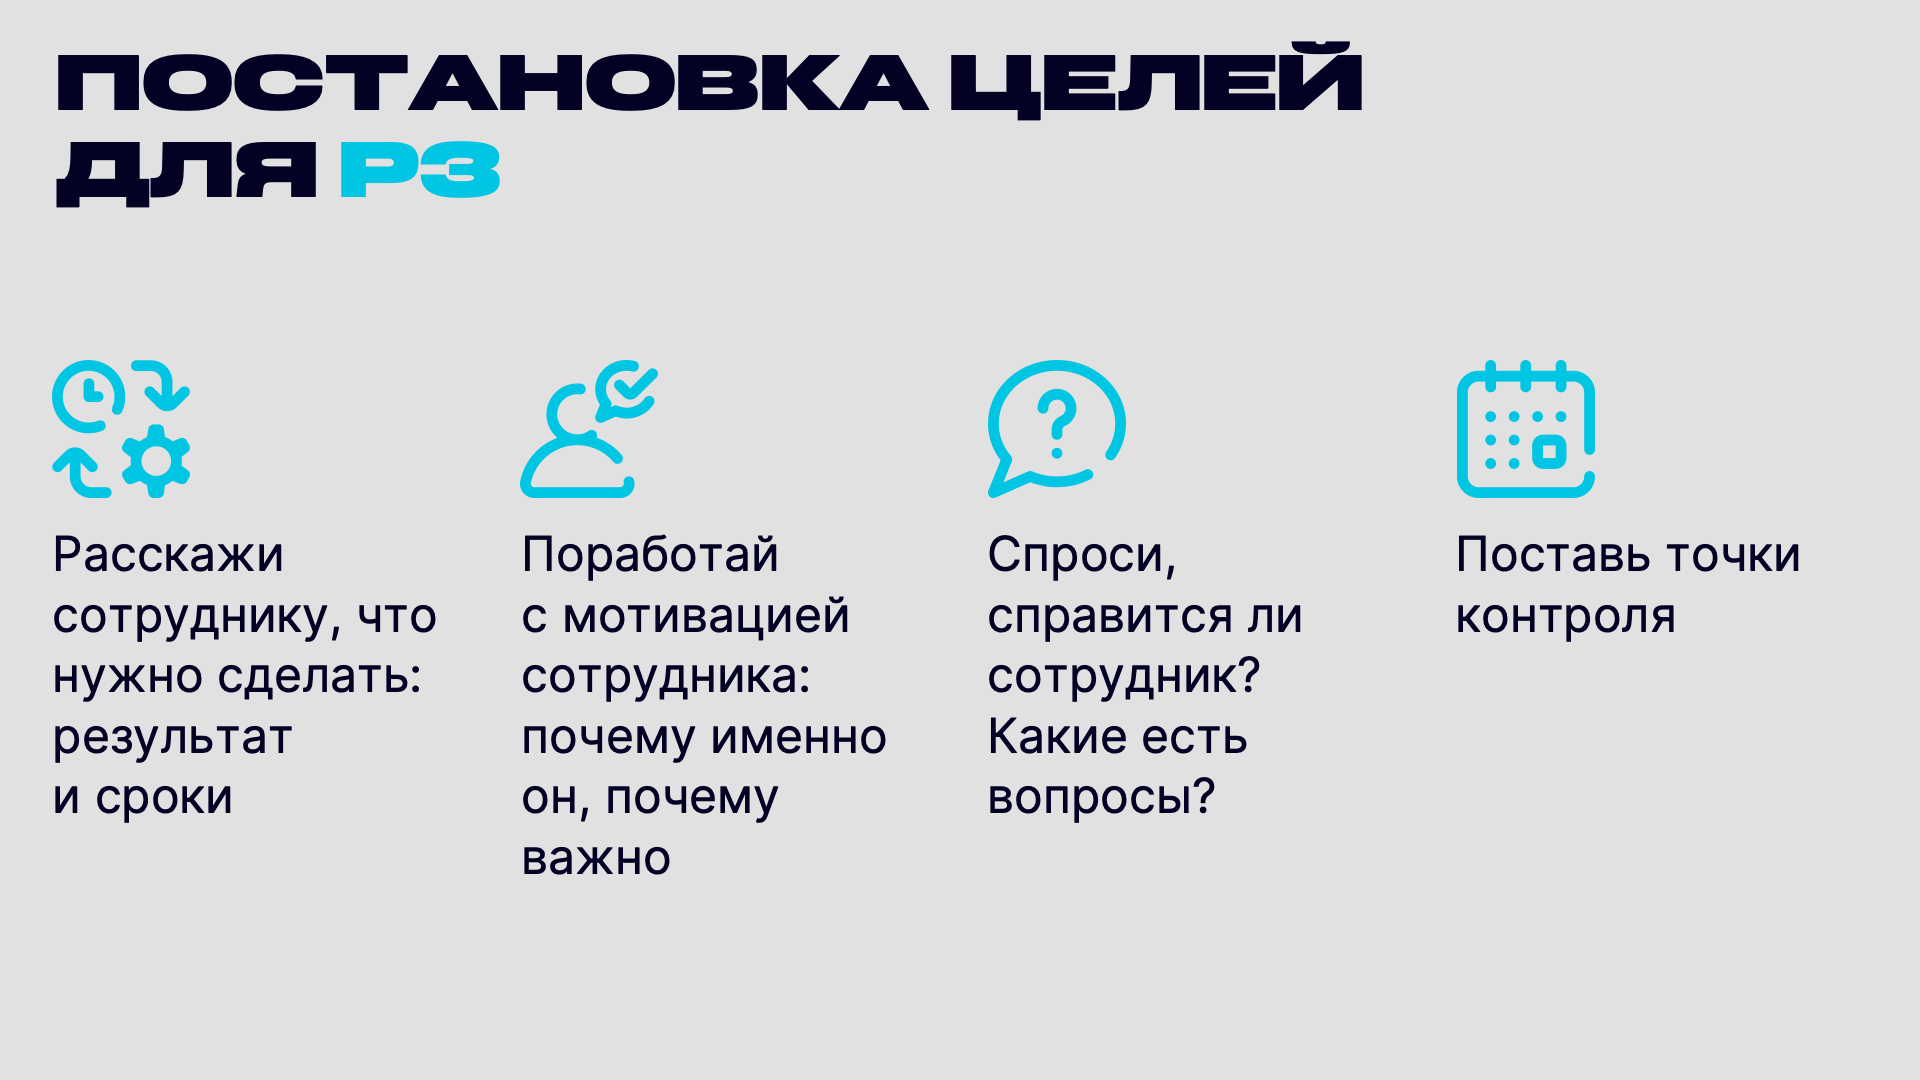 ПОСТАНОВКА ЦЕЛЕЙ
ДЛЯ РЗ
Расскажи
сотруднику, что
нужно сделать:
результат
и сроки
Поработай
с мотивацией
сотрудника:
почему именно
он, почему
важно
Спроси,
справится ли
сотрудник?
Какие есть
вопросы?
Поставь точки
контроля